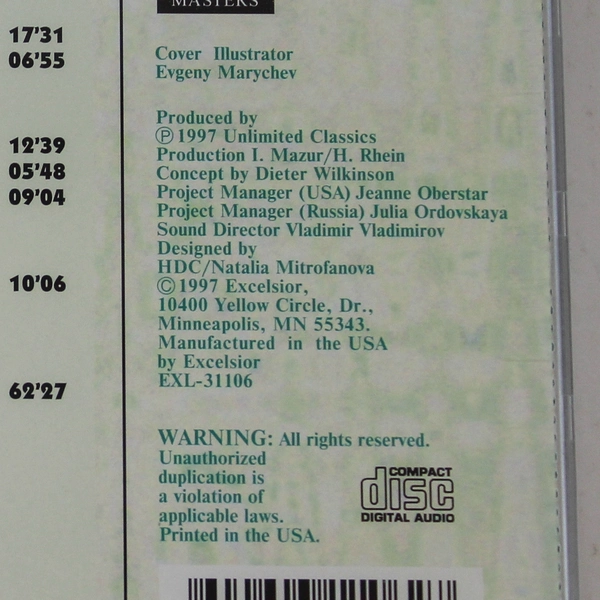 MASTERS
17'31
06'55
12'39
05'48
09'04
10'06
62'27
Cover Illustrator
Evgeny Marychev
Produced by
Ⓟ 1997 Unlimited Classics
Production I. Mazur/H. Rhein
Concept by Dieter Wilkinson
Project Manager (USA) Jeanne Oberstar
Project Manager (Russia) Julia Ordovskaya
Sound Director Vladimir Vladimirov
Designed by
HDC/Natalia Mitrofanova
© 1997 Excelsior,
10400 Yellow Circle, Dr.,
Minneapolis, MN 55343.
Manufactured in the USA
by Excelsior
EXL-31106
WARNING: All rights reserved.
Unauthorized
duplication is
a violation of
applicable laws.
Printed in the USA.
COMPACT
disc
DIGITAL AUDIO